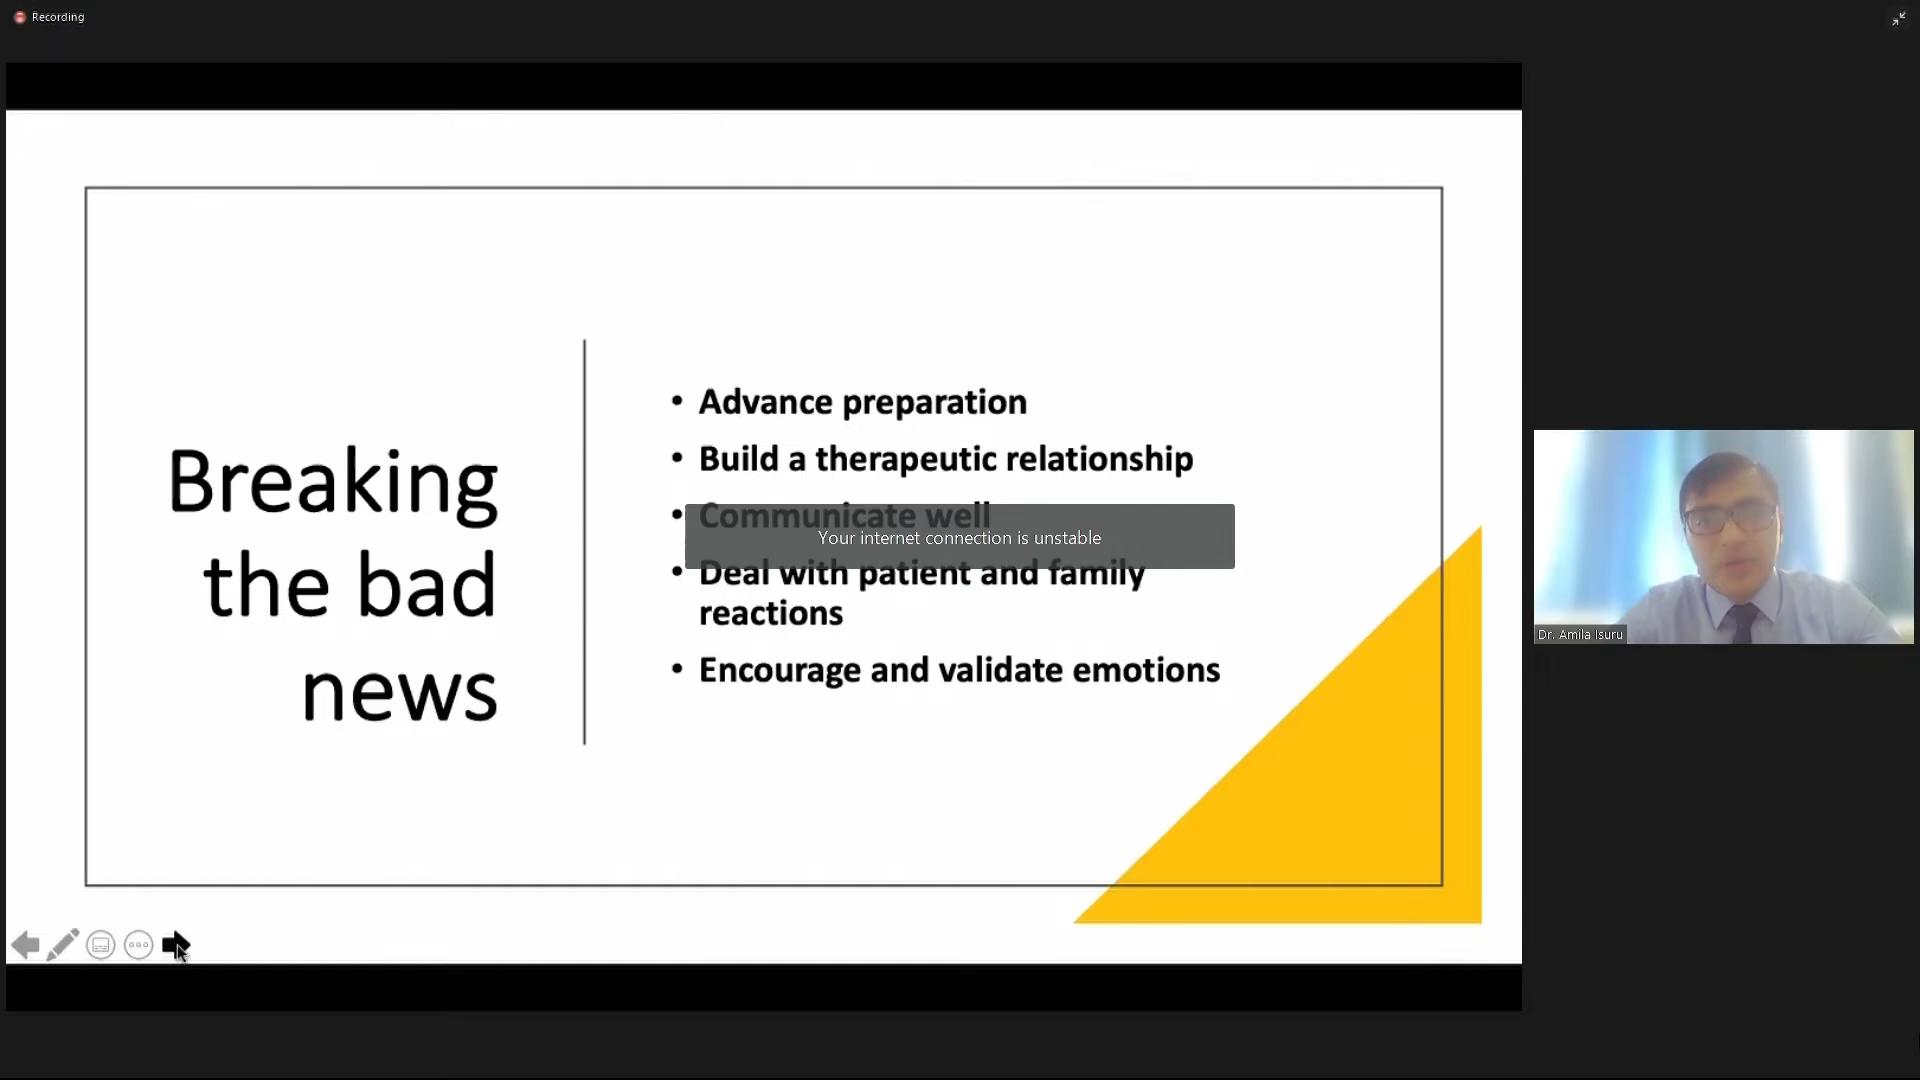 Recording
Breaking
the bad
news
• Advance preparation
• Build a therapeutic relationship
• Communicate well
Your internet connection is unstable
• Deal with patient and family
reactions
• Encourage and validate emotions
Dr. Amila Isuru